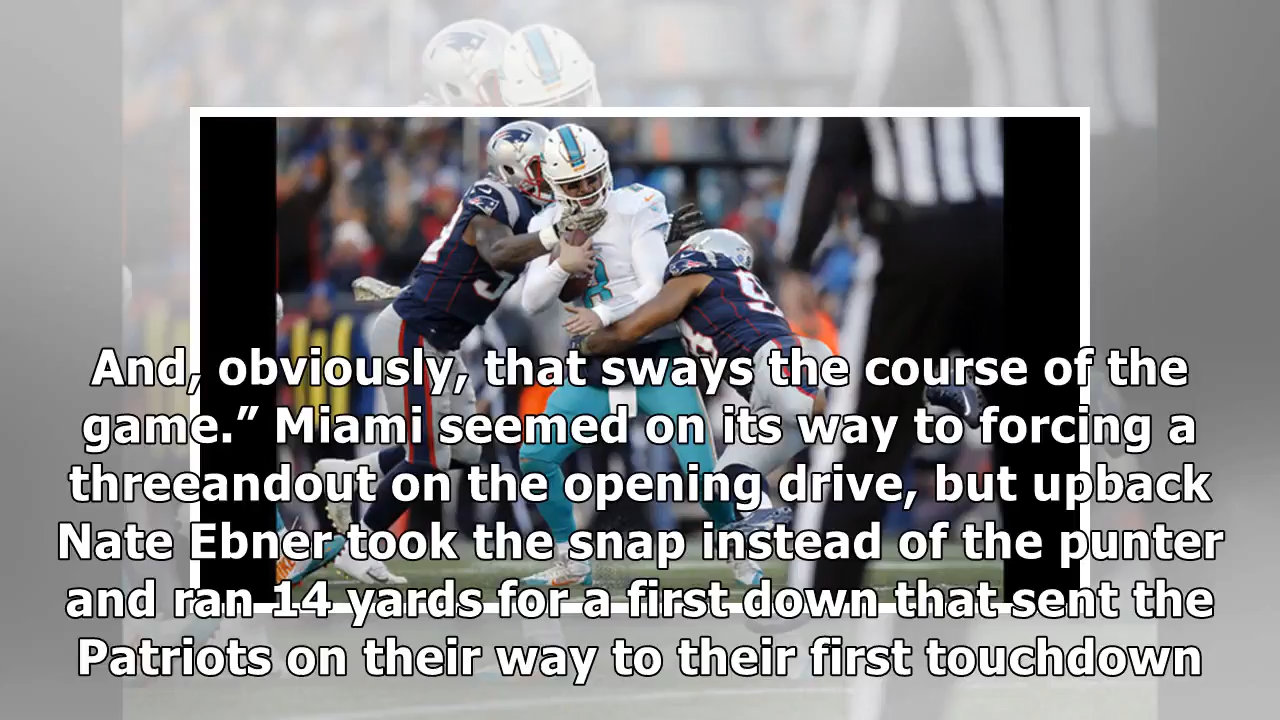 And, obviously, that sways the course of the
game.” Miami seemed on its way to forcing a
threeandout on the opening drive, but upback
Nate Ebner took the snap instead of the punter
and ran 14 yards for a first down that sent the
Patriots on their way to their first touchdown